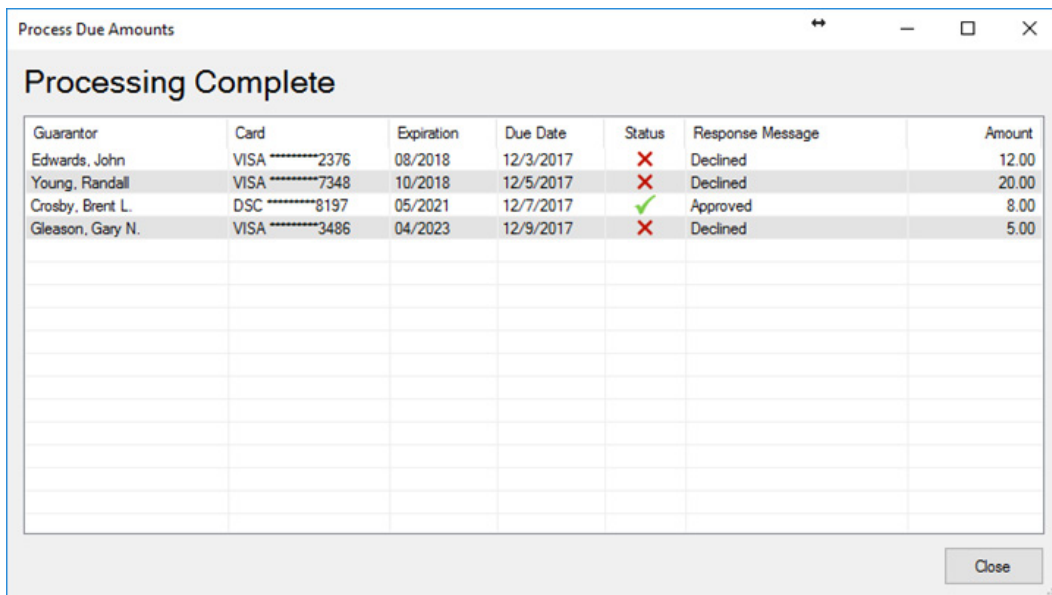 Process Due Amounts
Processing Complete
Guarantor Card Expiration Due Date Status Response Message Amount
Edwards, John VISA *********2376 08/2018 12/3/2017 Declined 12.00
Young, Randall VISA *********7348 10/2018 12/5/2017 Declined 20.00
Crosby, Brent L. DSC *********8197 05/2021 12/7/2017 Approved 8.00
Gleason, Gary N. VISA *********3486 04/2023 12/9/2017 Declined 5.00
Close